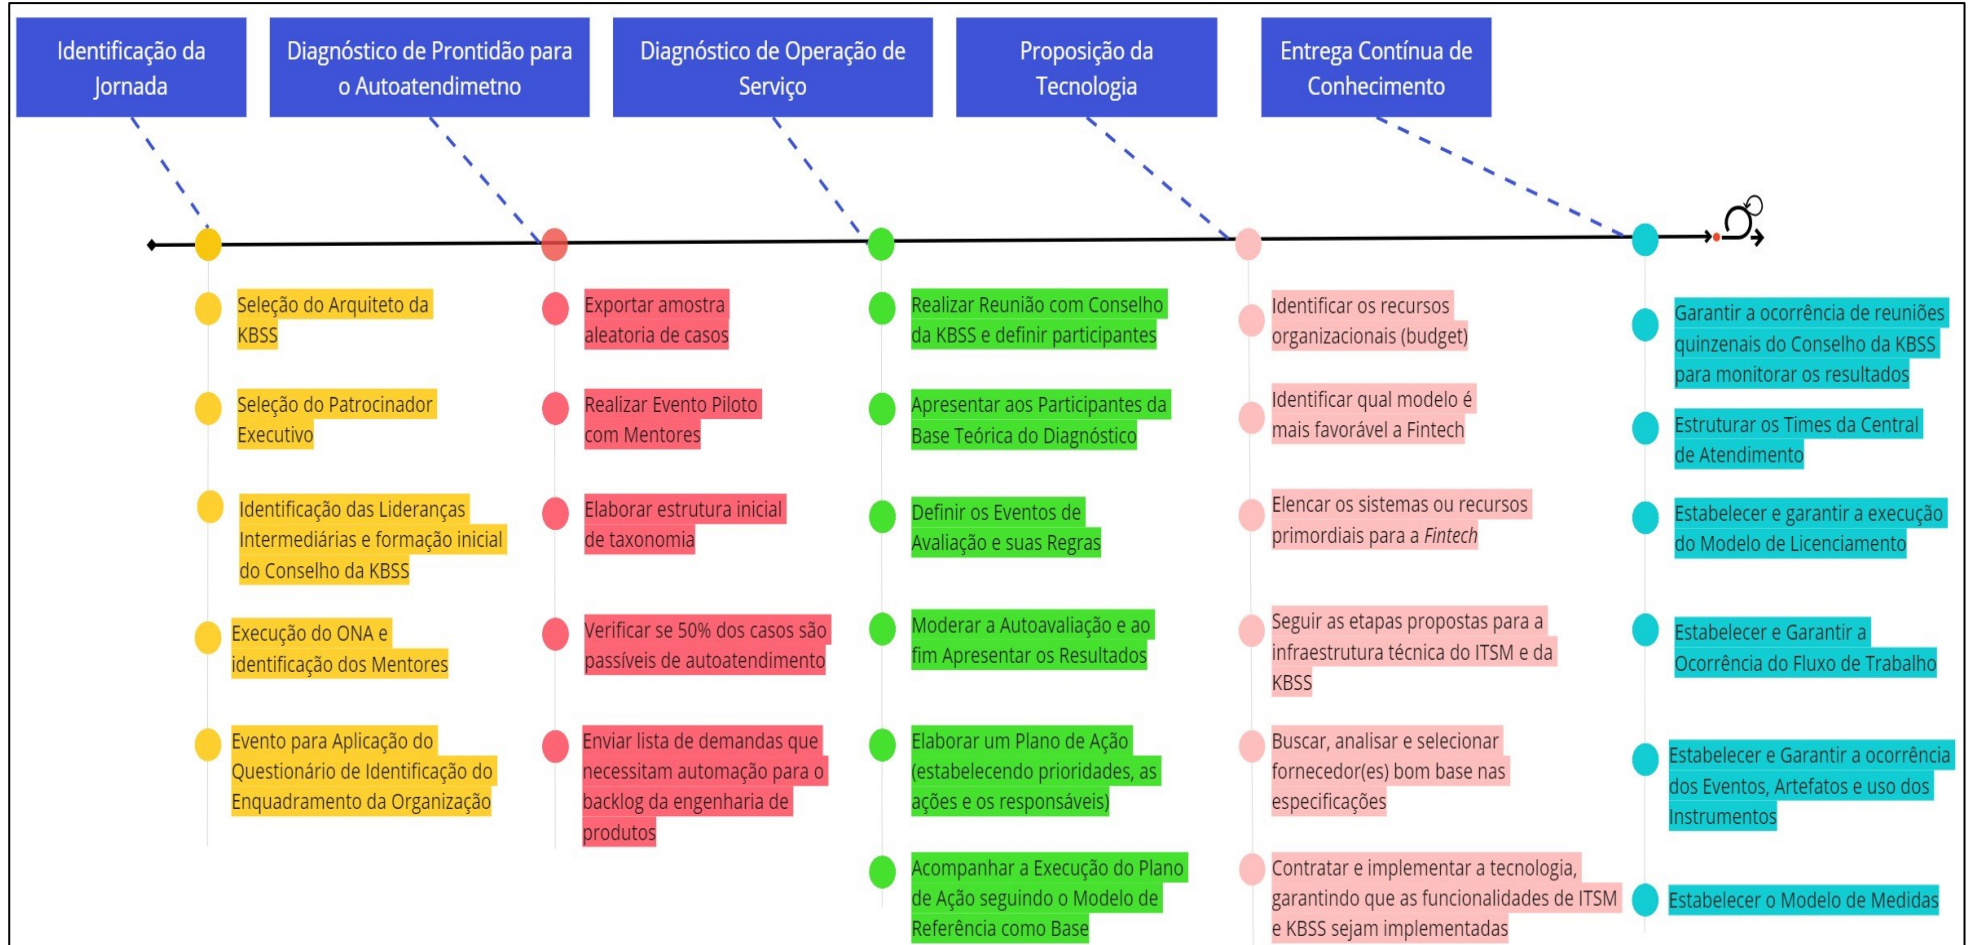 Identificação da
Jornada
Diagnóstico de Prontidão para
o Autoatendimetno
Diagnóstico de Operação de
Serviço
Proposição da
Tecnologia
Entrega Contínua de
Conhecimento
Seleção do Arquiteto da
KBSS
Seleção do Patrocinador
Executivo
Identificação das Lideranças
Intermediárias e formação inicial
do Conselho da KBSS
Execução do ONA e
identificação dos Mentores
Evento para Aplicação do
Questionário de Identificação do
Enquadramento da Organização
Exportar amostra
aleatoria de casos
Realizar Evento Piloto
com Mentores
Elaborar estrutura inicial
de taxonomia
Verificar se 50% dos casos são
passíveis de autoatendimento
Enviar lista de demandas que
necessitam automação para o
backlog da engenharia de
produtos
Realizar Reunião com Conselho
da KBSS e definir participantes
Apresentar aos Participantes da
Base Teórica do Diagnóstico
Definir os Eventos de
Avaliação e suas Regras
Moderar a Autoavaliação e ao
fim Apresentar os Resultados
Elaborar um Plano de Ação
(estabelecendo prioridades, as
ações e os responsáveis)
Acompanhar a Execução do Plano
de Ação seguindo o Modelo de
Referência como Base
Identificar os recursos
organizacionais (budget)
Identificar qual modelo é
mais favorável a Fintech
Elencar os sistemas ou recursos
primordiais para a Fintech
Seguir as etapas propostas para a
infraestrutura técnica do ITSM e da
KBSS
Buscar, analisar e selecionar
fornecedor(es) bom base nas
especificações
Contratar e implementar a tecnologia,
garantindo que as funcionalidades de ITSM
e KBSS sejam implementadas
Garantir a ocorrência de reuniões
quinzenais do Conselho da KBSS
para monitorar os resultados
Estruturar os Times da Central
de Atendimento
Estabelecer e garantir a execução
do Modelo de Licenciamento
Estabelecer e Garantir a
Ocorrência do Fluxo de Trabalho
Estabelecer e Garantir a ocorrência
dos Eventos, Artefatos e uso dos
Instrumentos
Estabelecer o Modelo de Medidas